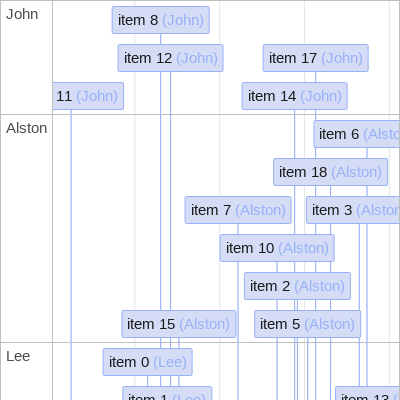 John
item 8 (John)
item 12 (John)
item 17 (John)
11 (John)
item 14 (John)
Alston
item 6 (Alsto
item 18 (Alston)
item 7 (Alston)
item 3 (Alston
item 10 (Alston)
item 2 (Alston)
item 15 (Alston)
item 5 (Alston)
Lee
item 0 (Lee)
item 1 (Lee)
item 13 (